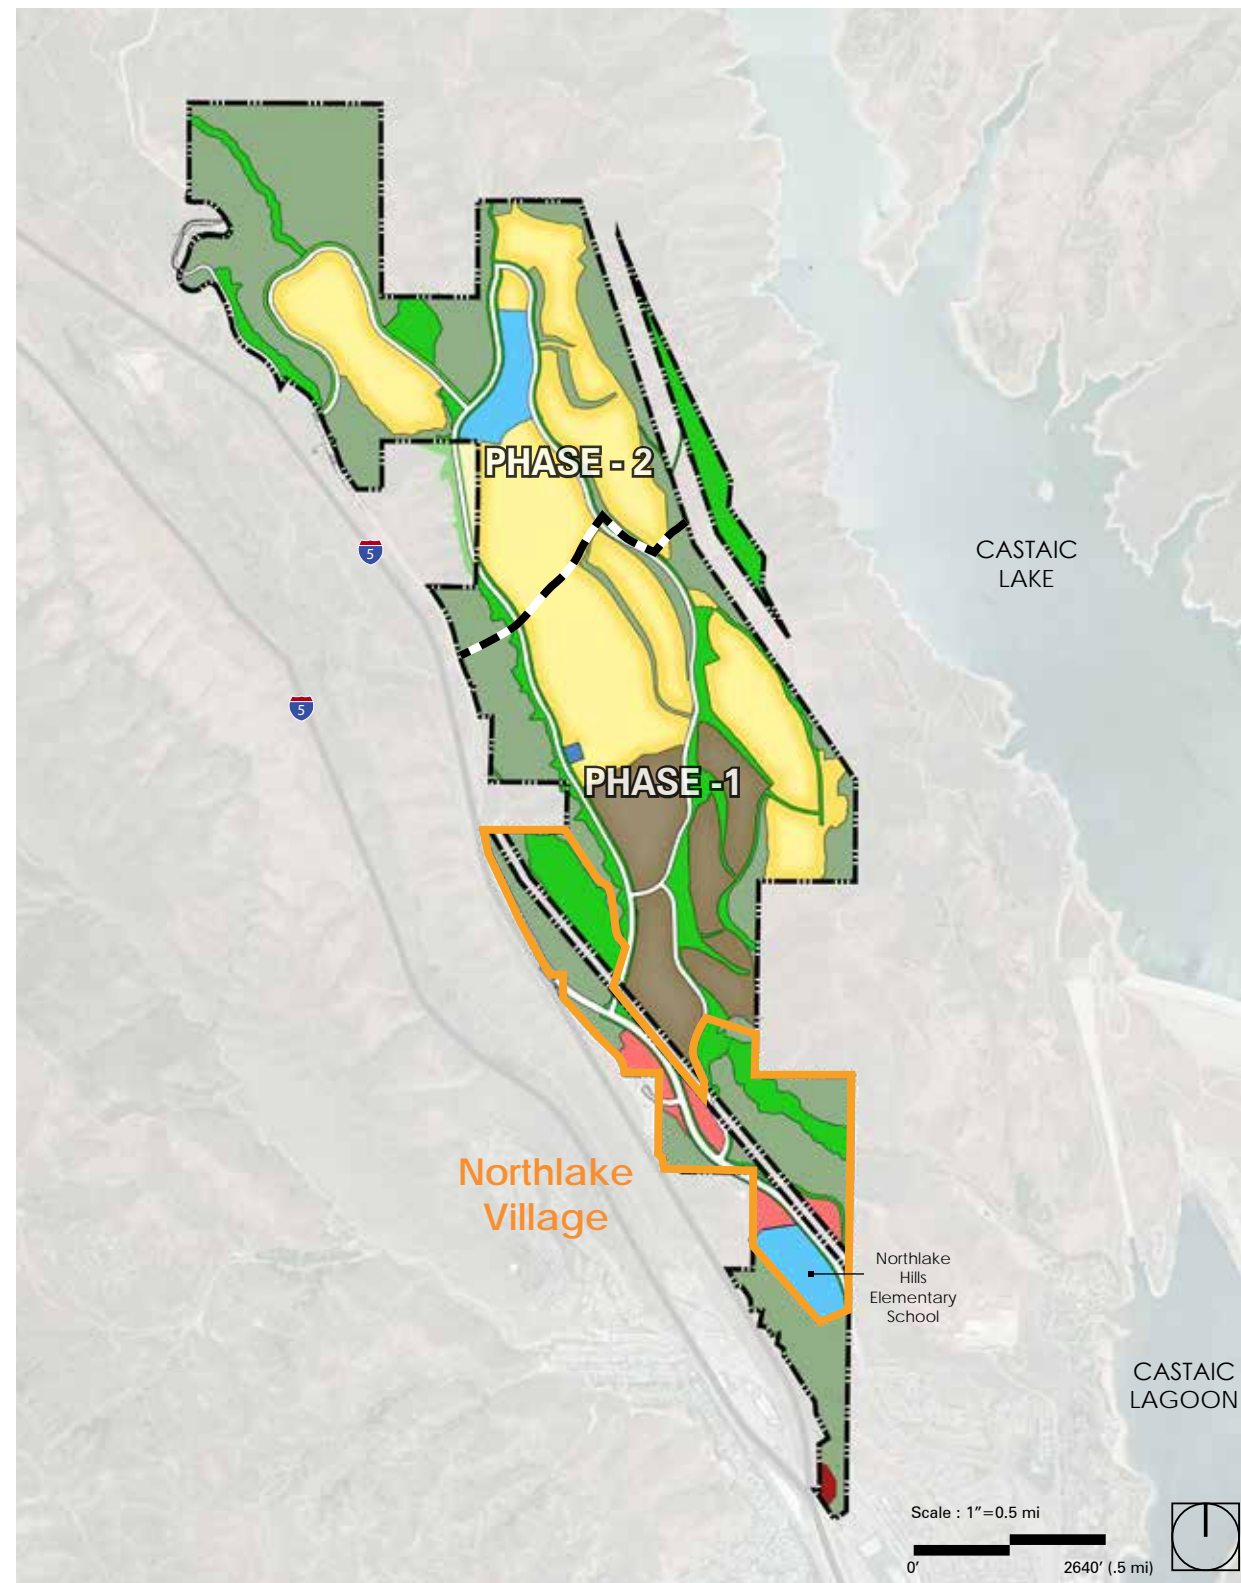 PHASE - 2
5
CASTAIC
LAKE
5
PHASE -1
Northlake
Village
Northlake
Hills
Elementary
School
CASTAIC
LAGOON
Scale : 1"=0.5 mi
0'
2640' (.5 mi)